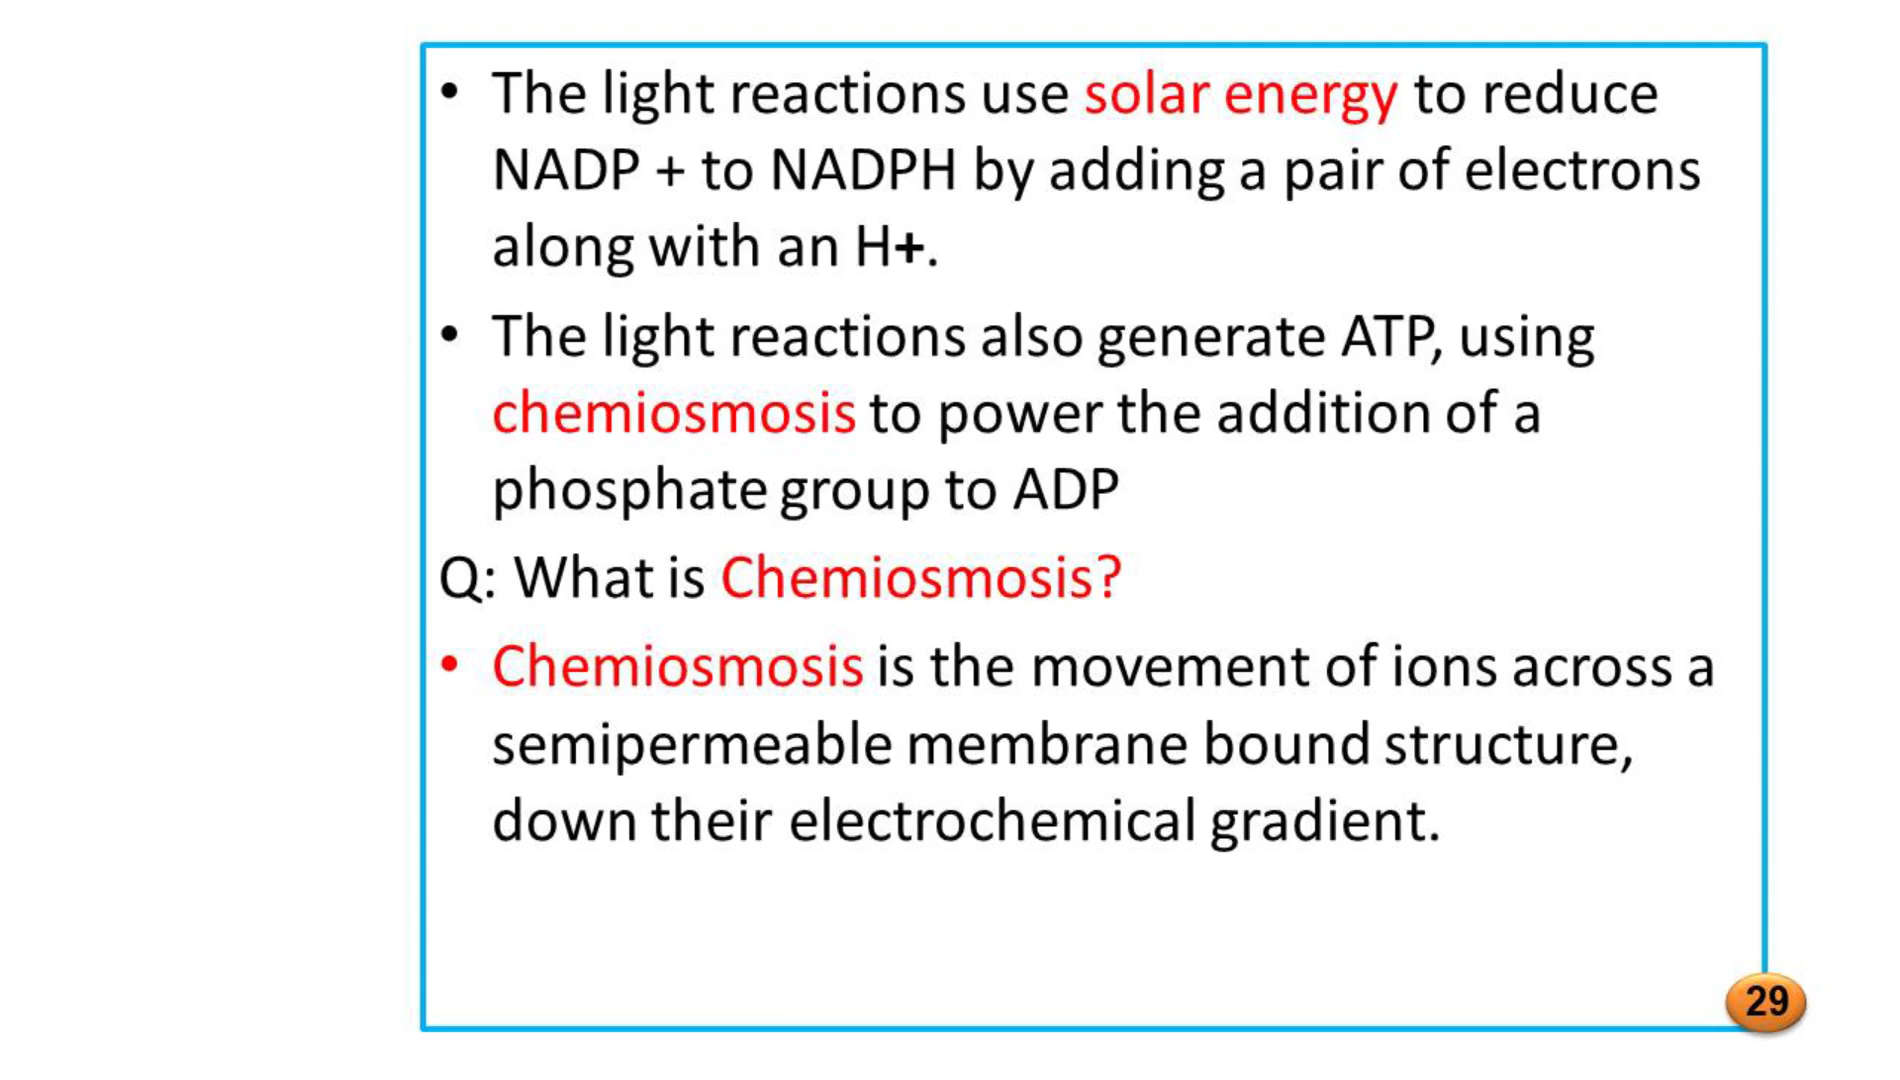 • The light reactions use solar energy to reduce
NADP + to NADPH by adding a pair of electrons
along with an H+.
• The light reactions also generate ATP, using
chemiosmosis to power the addition of a
phosphate group to ADP
Q: What is Chemiosmosis?
• Chemiosmosis is the movement of ions across a
semipermeable membrane bound structure,
down their electrochemical gradient.
29